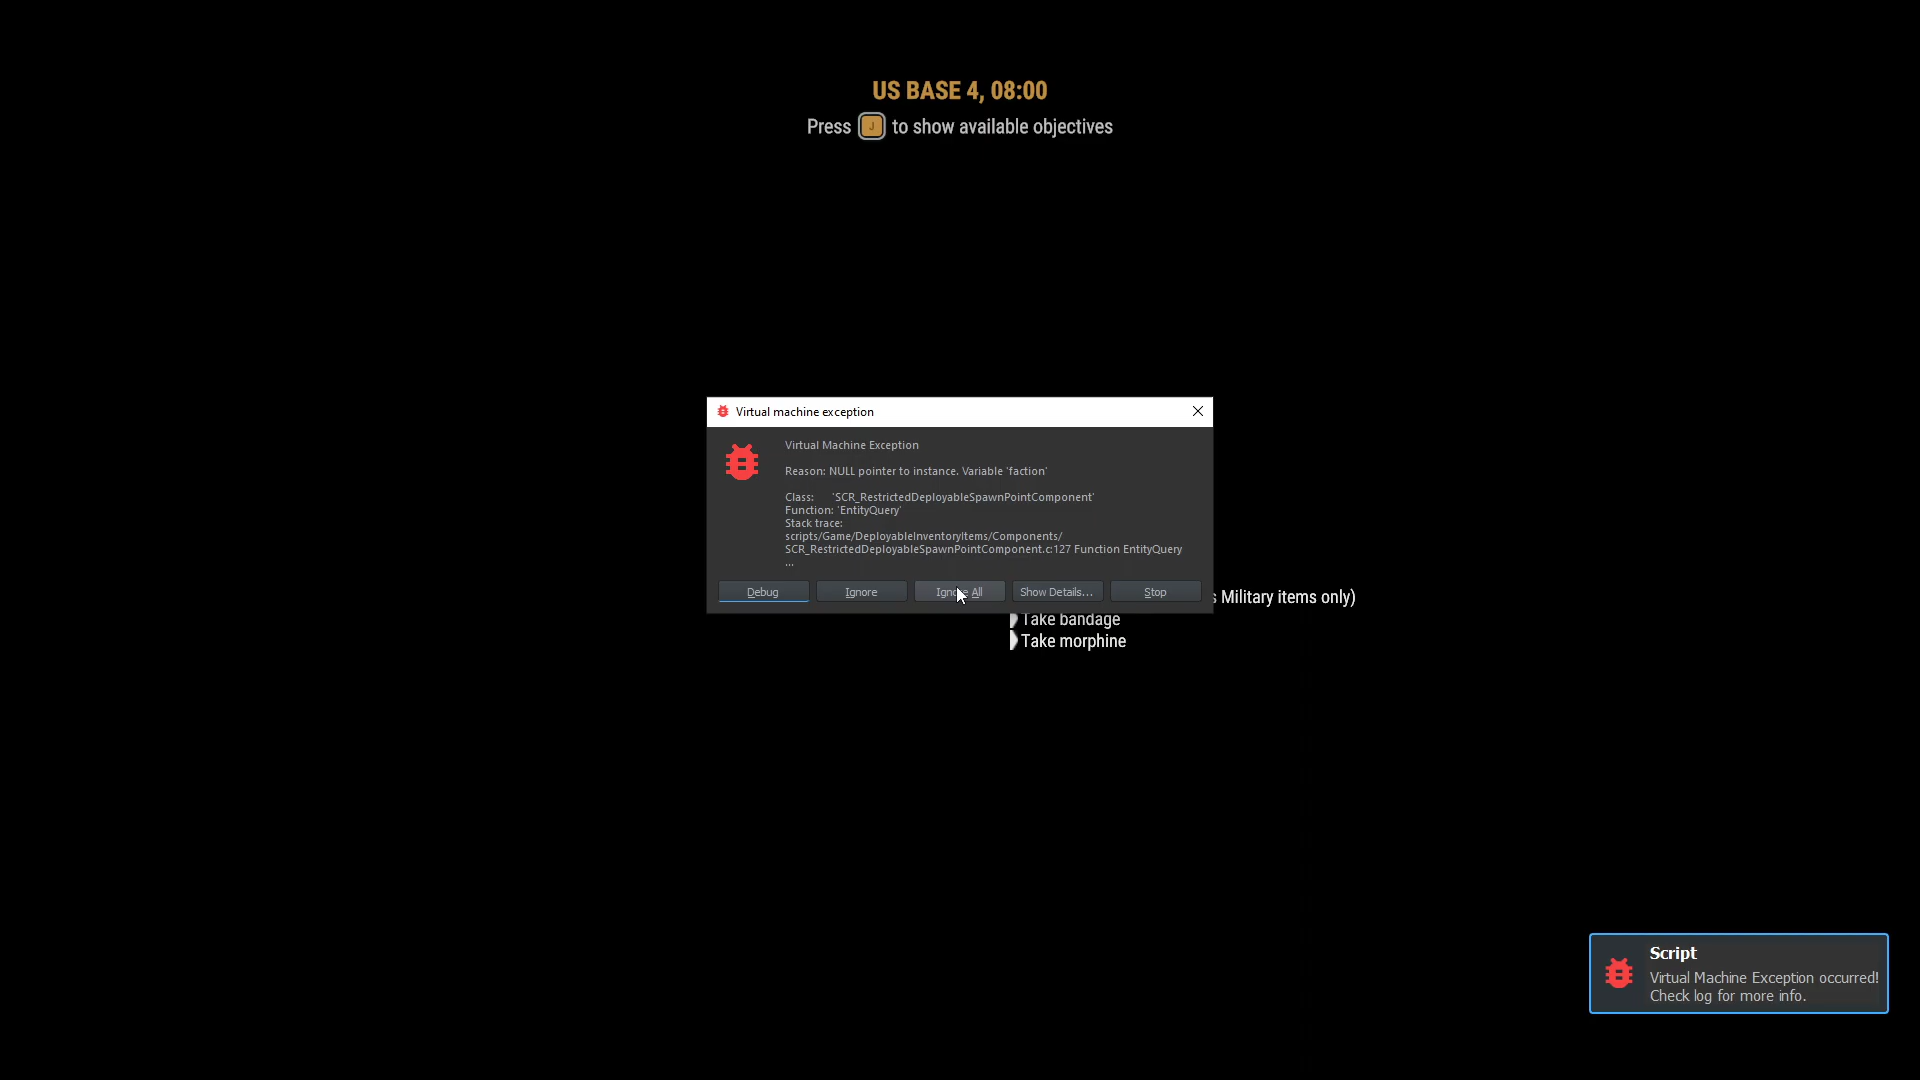 US BASE 4, 08:00
Press J to show available objectives
Virtual machine exception
Virtual Machine Exception
Reason: NULL pointer to instance. Variable 'faction'
Class: 'SCR_RestrictedDeployableSpawnPointComponent'
Function: 'EntityQuery'
Stack trace:
scripts/Game/DeployableInventoryItems/Components/
SCR_RestrictedDeployableSpawnPointComponent.c:127 Function EntityQuery
...
Debug
Ignore
Ignore All
Show Details...
Stop
s Military items only)
Take bandage
Take morphine
Script
Virtual Machine Exception occurred!
Check log for more info.